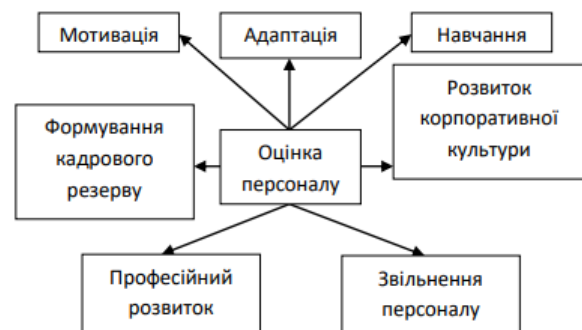 Мотивація
Адаптація
Навчання
Формування
кадрового
резерву
Оцінка
персоналу
Розвиток
корпоративної
культури
Професійний
розвиток
Звільнення
персоналу